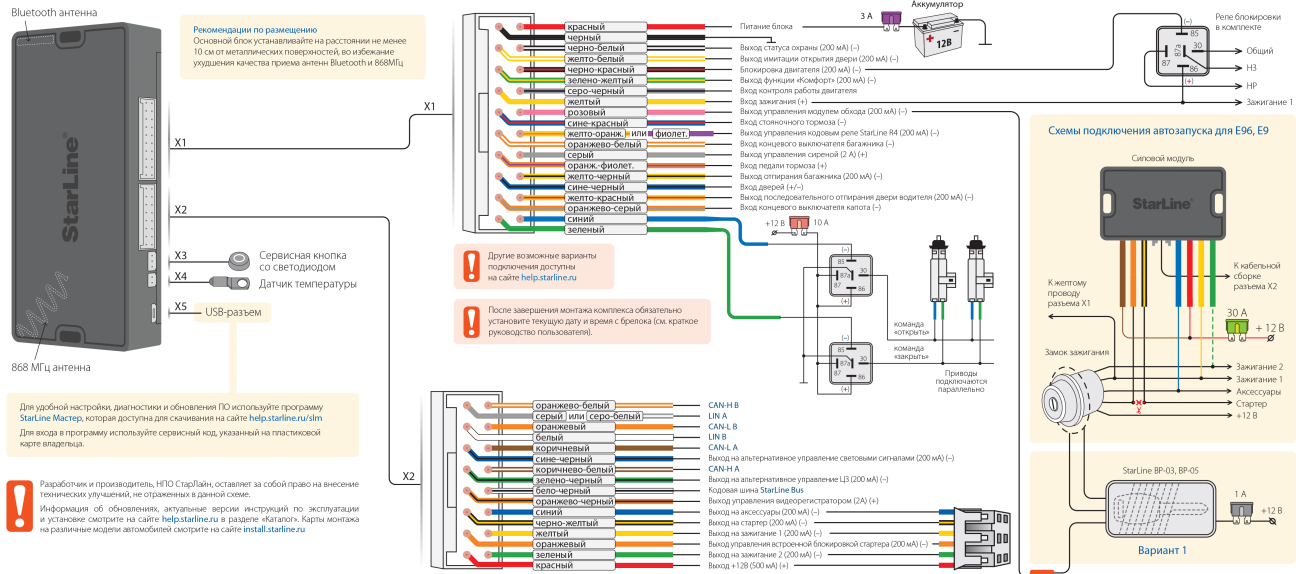 Bluetooth антенна
StarLine®
868 МГц антенна
Рекомендации по размещению
Основной блок устанавливайте на расстоянии не менее
10 см от металлических поверхностей, во избежание
ухудшения качества приема антенн Bluetooth и 868МГц
X1
X2
X3
Сервисная кнопка
со светодиодом
X4
Датчик температуры
X5
USB-разъем
Для удобной настройки, диагностики и обновления ПО используйте программу
StarLine Мастер, которая доступна для скачивания на сайте help.starline.ru/slm
Для входа в программу используйте сервисный код, указанный на пластиковой
карте владельца.
Разработчик и производитель, НПО СтарЛайн, оставляет за собой право на внесение
технических улучшений, не отраженных в данной схеме.
Информация об обновлениях, актуальные версии инструкций по эксплуатации
и установке смотрите на сайте help.starline.ru в разделе «Каталог». Карты монтажа
на различные модели автомобилей смотрите на сайте install.starline.ru
X1
красный Питание блока
черный
черно-белый Выход статуса охраны (200 мА) (–)
желто-белый Выход имитации открытия двери (200 мА) (–)
черно-красный Блокировка двигателя (200 мА) (–)
зелено-желтый Выход функции «Комфорт» (200 мА) (–)
серо-черный Вход контроля работы двигателя
желтый Вход зажигания (+)
розовый Выход управления модулем обхода (200 мА) (–)
сине-красный Вход стояночного тормоза (–)
желто-оранж. или фиолет. Выход управления кодовым реле StarLine R4 (200 мА) (–)
оранжево-белый Вход концевого выключателя багажника (–)
серый Выход управления сиреной (2 А) (+)
оранж.-фиолет. Вход педали тормоза (+)
желто-черный Выход отпирания багажника (200 мА) (–)
сине-черный Вход дверей (+/–)
желто-красный Выход последовательного отпирания двери водителя (200 мА) (–)
оранжево-серый Вход концевого выключателя капота (–)
синий
зеленый
3 А
Аккумулятор
12В
Реле блокировки
в комплекте
(–)
85
87a
30
87
86
(+)
Общий
НЗ
НР
Зажигание 1
Другие возможные варианты
подключения доступны
на сайте help.starline.ru
После завершения монтажа комплекса обязательно
установите текущую дату и время с брелока (см. краткое
руководство пользователя).
+12 В
10 А
(–)
85
87a
30
87
86
(+)
(–)
85
87a
30
87
86
(+)
команда
«открыть»
команда
«закрыть»
Приводы
подключаются
параллельно
X2
оранжево-белый CAN-H B
серый или серо-белый LIN A
оранжевый CAN-L B
белый LIN B
коричневый CAN-L A
сине-черный Выход на альтернативное управление световыми сигналами (200 мА) (–)
коричнево-белый CAN-H A
зелено-черный Выход на альтернативное управление ЦЗ (200 мА) (–)
бело-черный Кодовая шина StarLine Bus
оранжево-черный Выход управления видеорегистратором (2А) (+)
синий Выход на аксессуары (200 мА) (–)
черно-желтый Выход на стартер (200 мА) (–)
желтый Выход на зажигание 1 (200 мА) (–)
оранжевый Выход управления встроенной блокировкой стартера (200 мА) (–)
зеленый Выход на зажигание 2 (200 мА) (–)
красный Выход +12В (500 мА) (+)
Схемы подключения автозапуска для E96, E9
Силовой модуль
StarLine®
К желтому
проводу
разъема X1
К кабельной
сборке
разъема X2
30 А
+ 12 В
Замок зажигания
Зажигание 2
Зажигание 1
Аксессуары
Стартер
+12 В
StarLine BP-03, BP-05
1 А
+12 В
Вариант 1